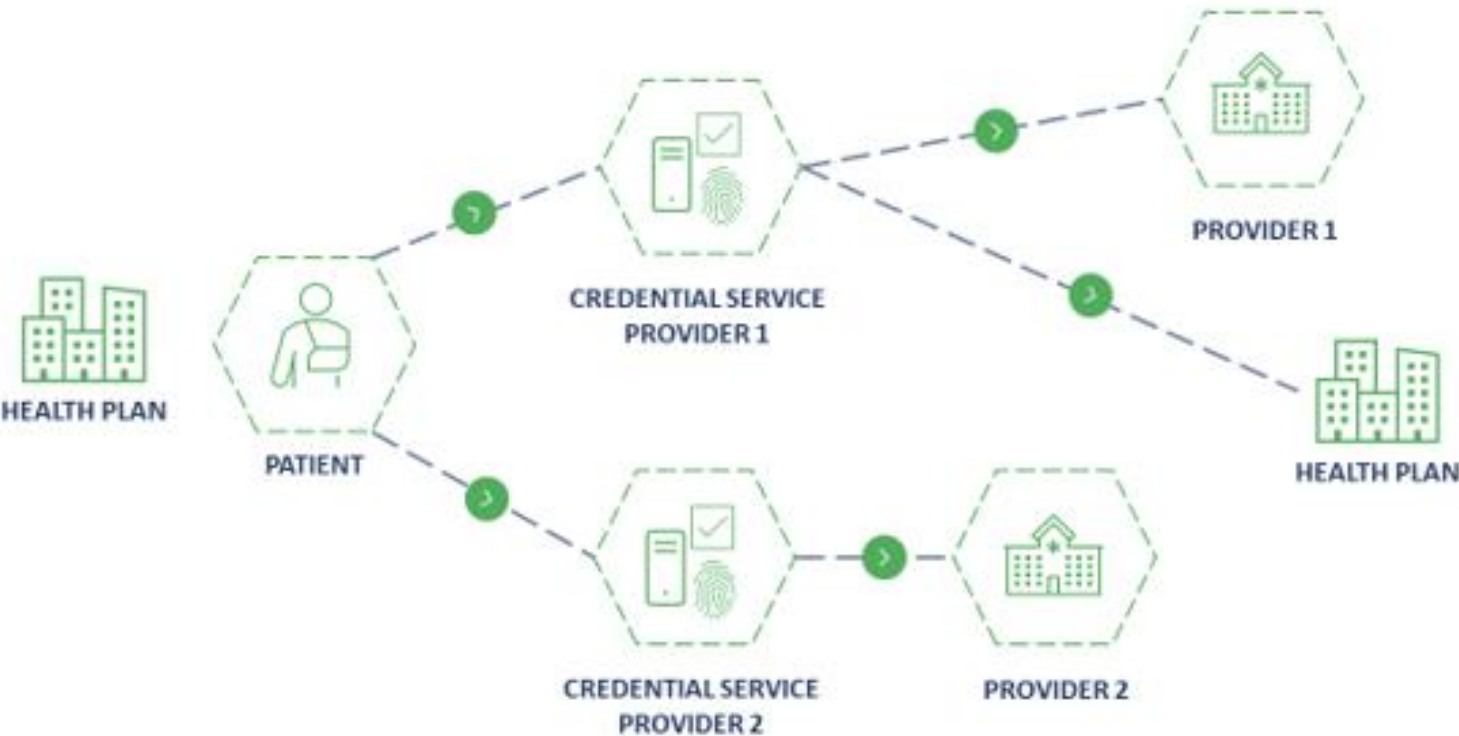 PROVIDER 1
CREDENTIAL SERVICE
PROVIDER 1
HEALTH PLAN
PATIENT
HEALTH PLAN
CREDENTIAL SERVICE
PROVIDER 2
PROVIDER 2